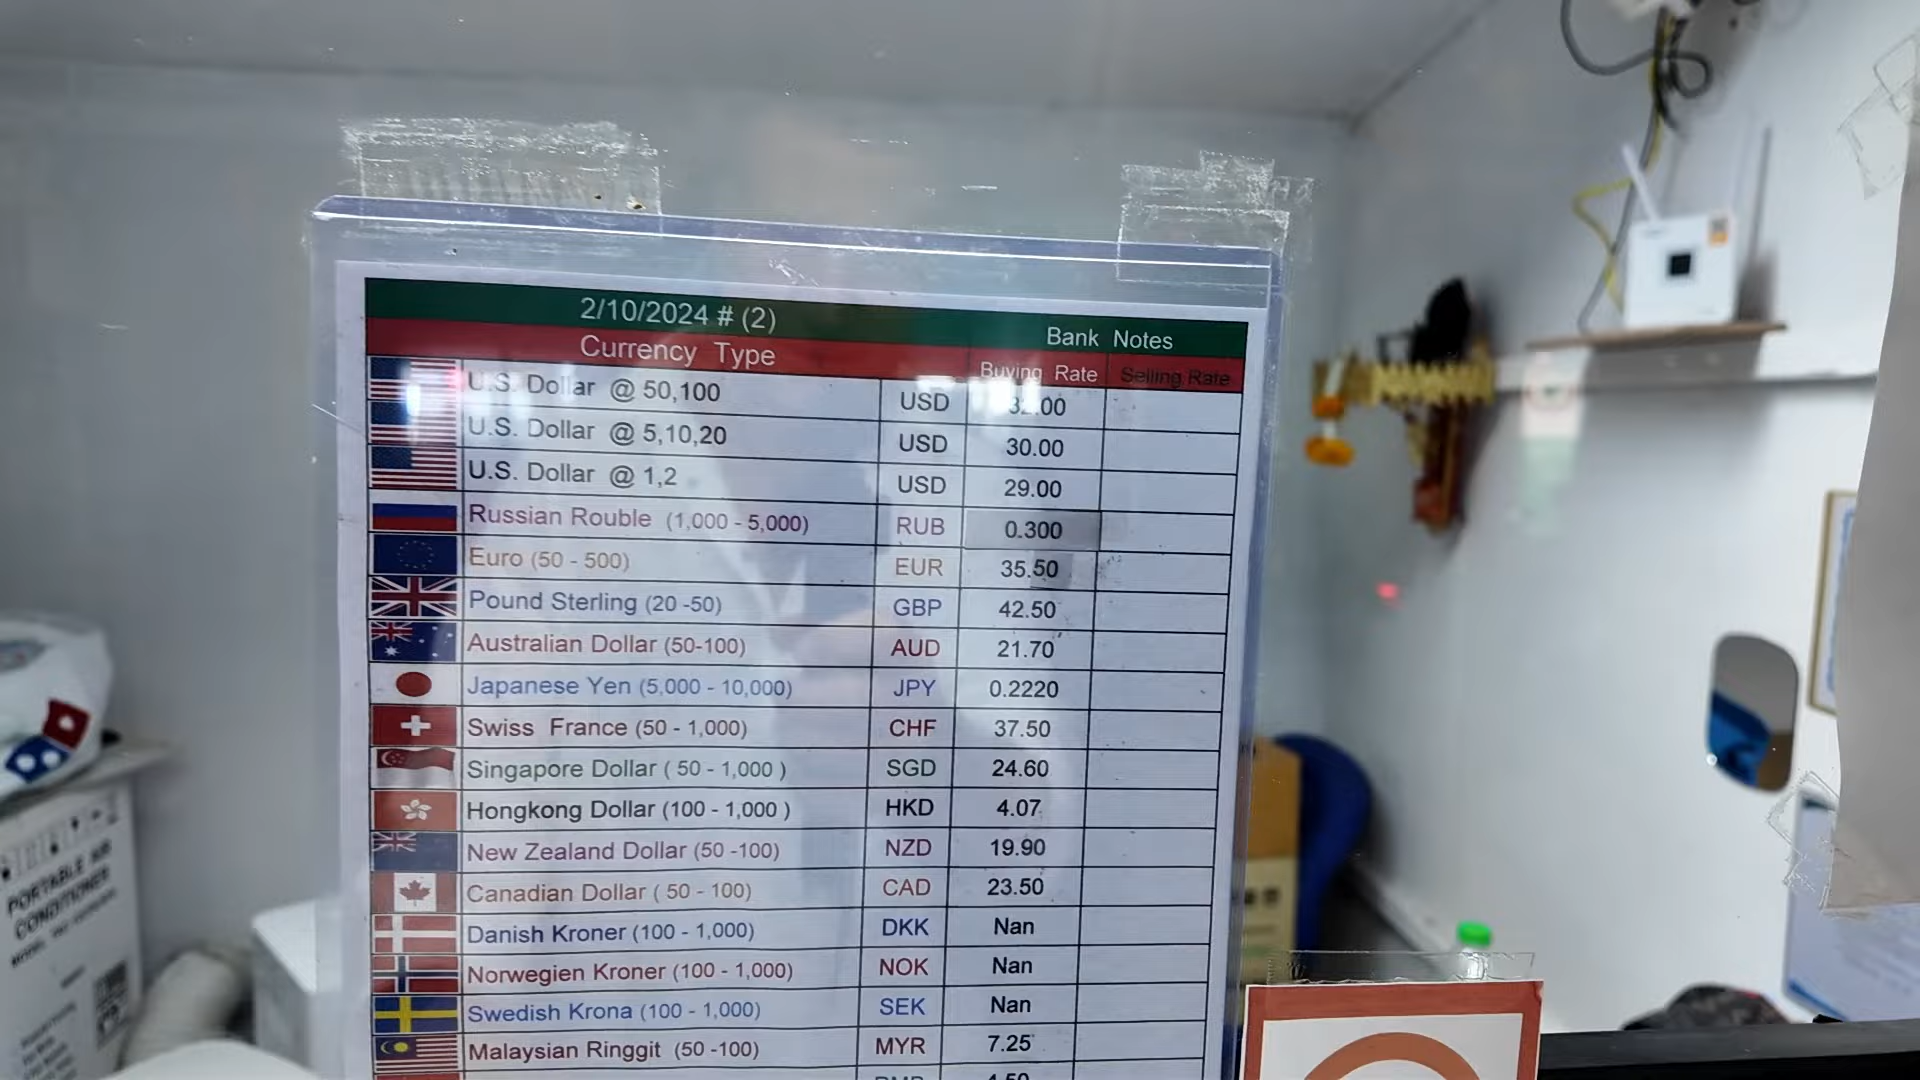 2/10/2024 # (2)
Bank Notes
Currency Type
Buying Rate Selling Rate
U.S. Dollar @ 50,100 USD 32.00
U.S. Dollar @ 5,10,20 USD 30.00
U.S. Dollar @ 1,2 USD 29.00
Russian Rouble (1,000 - 5,000) RUB 0.300
Euro (50 - 500) EUR 35.50
Pound Sterling (20 -50) GBP 42.50
Australian Dollar (50-100) AUD 21.70
Japanese Yen (5,000 - 10,000) JPY 0.2220
Swiss France (50 - 1,000) CHF 37.50
Singapore Dollar ( 50 - 1,000 ) SGD 24.60
Hongkong Dollar (100 - 1,000 ) HKD 4.07
New Zealand Dollar (50 -100) NZD 19.90
Canadian Dollar ( 50 - 100) CAD 23.50
Danish Kroner (100 - 1,000) DKK Nan
Norwegien Kroner (100 - 1,000) NOK Nan
Swedish Krona (100 - 1,000) SEK Nan
Malaysian Ringgit (50 -100) MYR 7.25
PORTABLE AIR
CONDITIONER